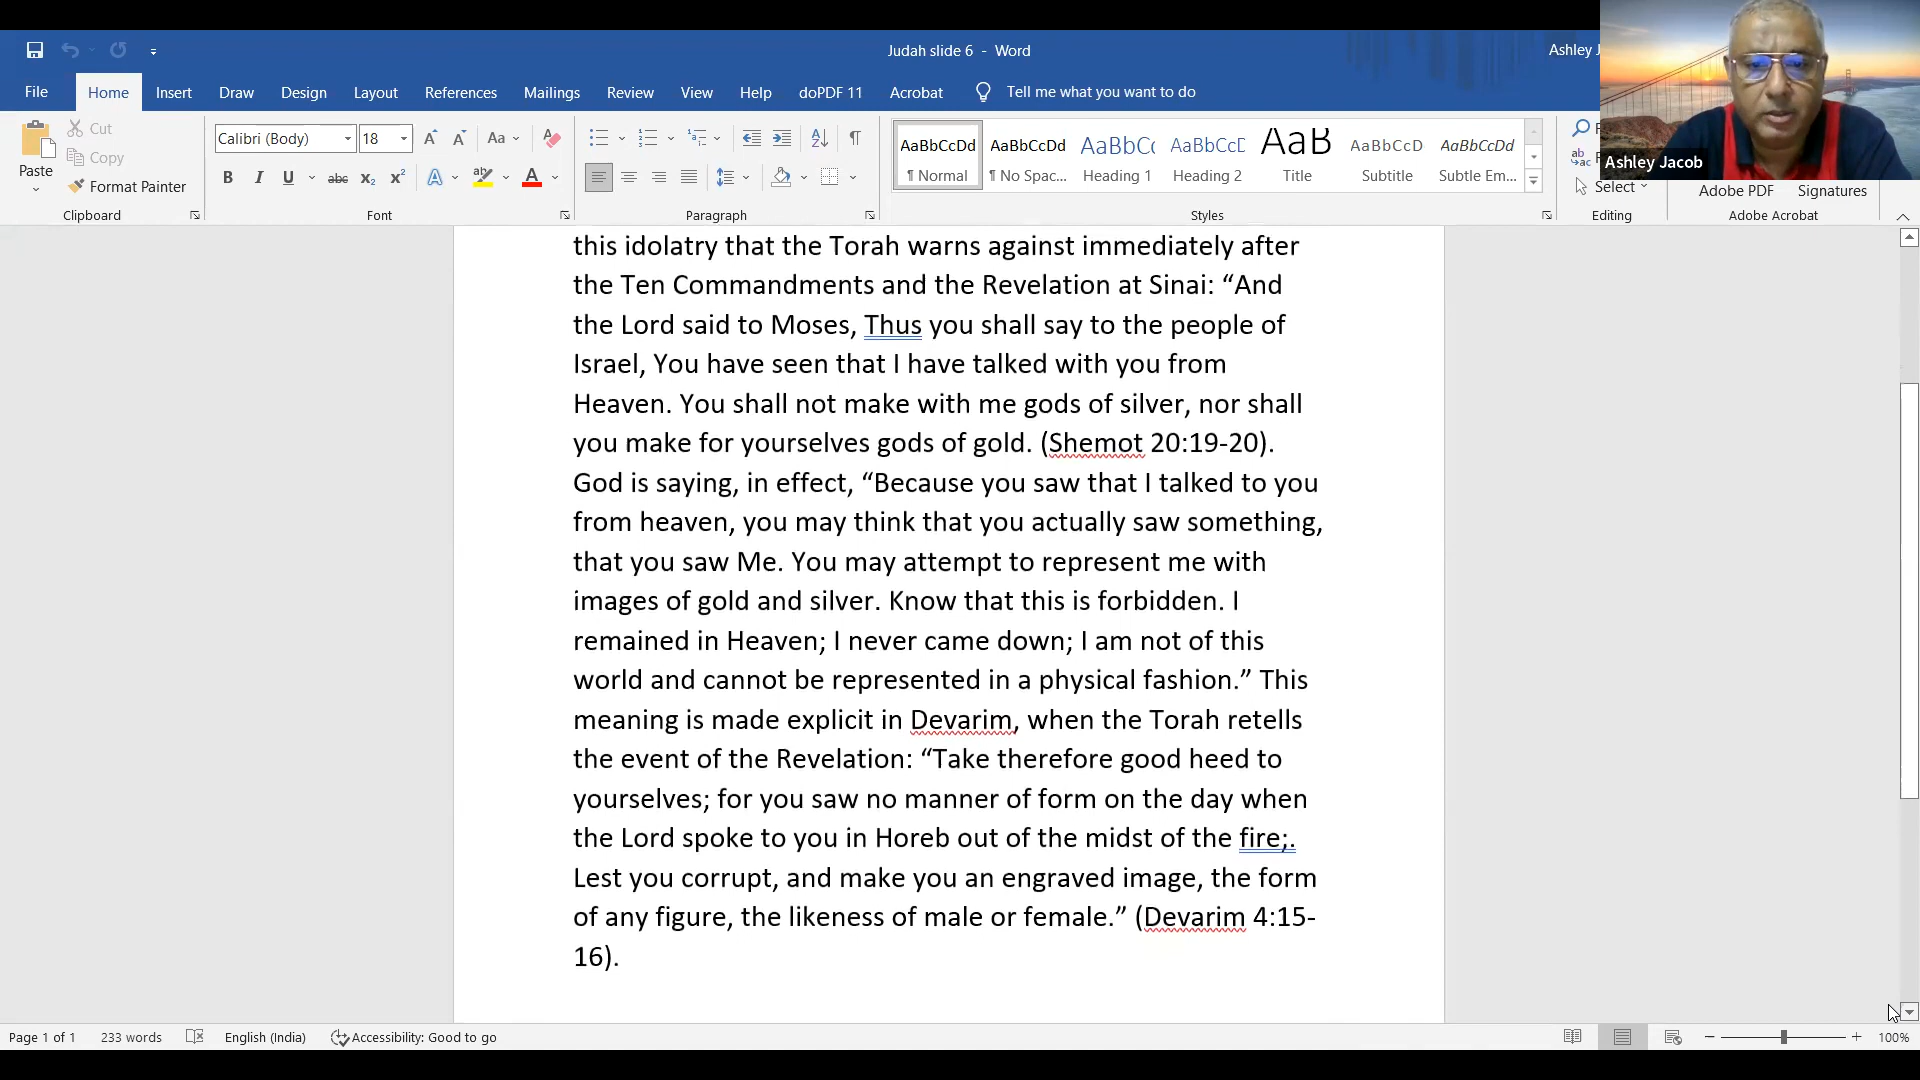 Judah slide 6 - Word
Ashley J
File Home Insert Draw Design Layout References Mailings Review View Help doPDF 11 Acrobat Tell me what you want to do
Paste
Cut
Copy
Format Painter
Clipboard
Calibri (Body) 18
Font
Paragraph
AaBbCcDd AaBbCcDd AaBbCc AaBbCcD AaB AaBbCcD AaBbCcDd
¶ Normal ¶ No Spac... Heading 1 Heading 2 Title Subtitle Subtle Em...
Styles
Select
Editing
Adobe PDF Signatures
Adobe Acrobat
Ashley Jacob
this idolatry that the Torah warns against immediately after
the Ten Commandments and the Revelation at Sinai: “And
the Lord said to Moses, Thus you shall say to the people of
Israel, You have seen that I have talked with you from
Heaven. You shall not make with me gods of silver, nor shall
you make for yourselves gods of gold. (Shemot 20:19-20).
God is saying, in effect, “Because you saw that I talked to you
from heaven, you may think that you actually saw something,
that you saw Me. You may attempt to represent me with
images of gold and silver. Know that this is forbidden. I
remained in Heaven; I never came down; I am not of this
world and cannot be represented in a physical fashion.” This
meaning is made explicit in Devarim, when the Torah retells
the event of the Revelation: “Take therefore good heed to
yourselves; for you saw no manner of form on the day when
the Lord spoke to you in Horeb out of the midst of the fire;.
Lest you corrupt, and make you an engraved image, the form
of any figure, the likeness of male or female.” (Devarim 4:15-
16).
Page 1 of 1 233 words English (India) Accessibility: Good to go 100%